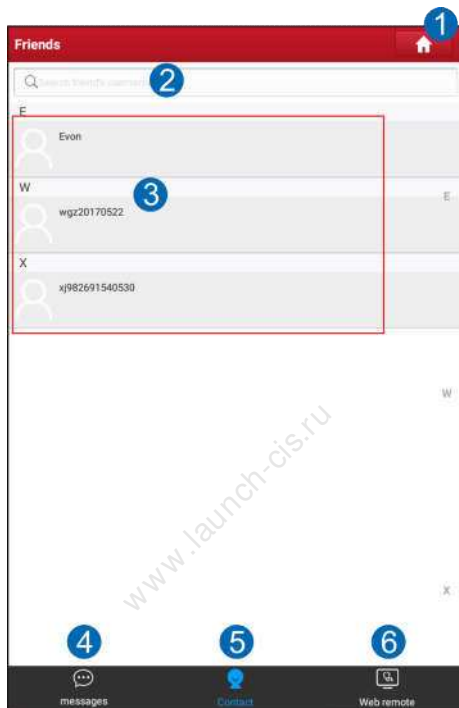 1
Friends
2
E
Evon
W
3
E
wgz20170522
X
xj982691540530
W
www.launch-cis.ru
X
4
5
6
messages
Contact
Web remote